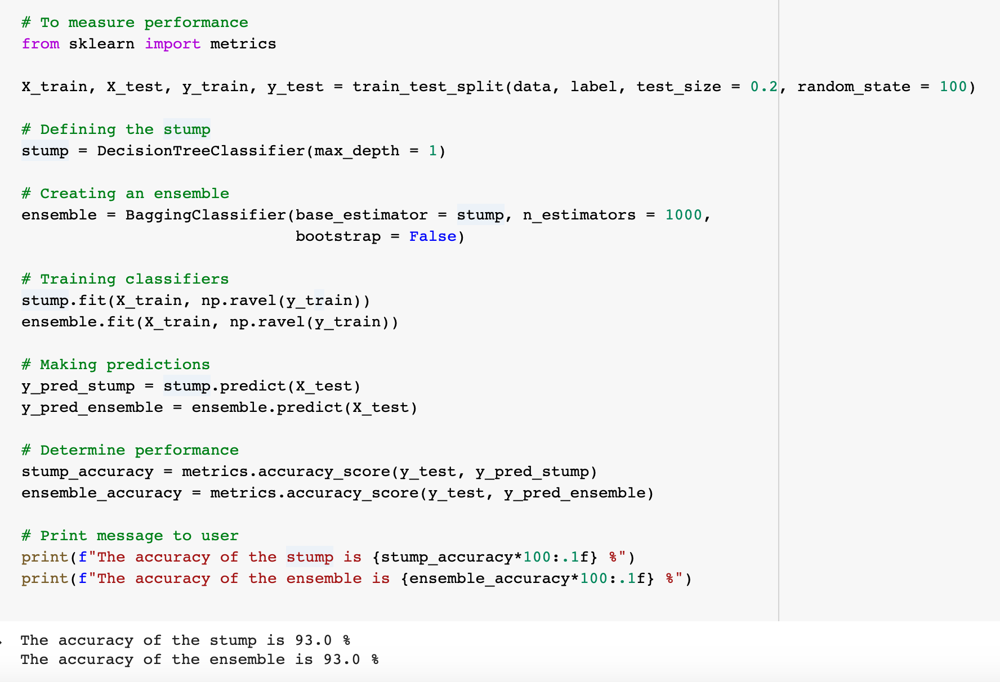 # To measure performance
from sklearn import metrics
X_train, X_test, y_train, y_test = train_test_split(data, label, test_size = 0.2, random_state = 100)
# Defining the stump
stump = DecisionTreeClassifier(max_depth = 1)
# Creating an ensemble
ensemble = BaggingClassifier(base_estimator = stump, n_estimators = 1000,
                             bootstrap = False)
# Training classifiers
stump.fit(X_train, np.ravel(y_train))
ensemble.fit(X_train, np.ravel(y_train))
# Making predictions
y_pred_stump = stump.predict(X_test)
y_pred_ensemble = ensemble.predict(X_test)
# Determine performance
stump_accuracy = metrics.accuracy_score(y_test, y_pred_stump)
ensemble_accuracy = metrics.accuracy_score(y_test, y_pred_ensemble)
# Print message to user
print(f"The accuracy of the stump is {stump_accuracy*100:.1f} %")
print(f"The accuracy of the ensemble is {ensemble_accuracy*100:.1f} %")
The accuracy of the stump is 93.0 %
The accuracy of the ensemble is 93.0 %